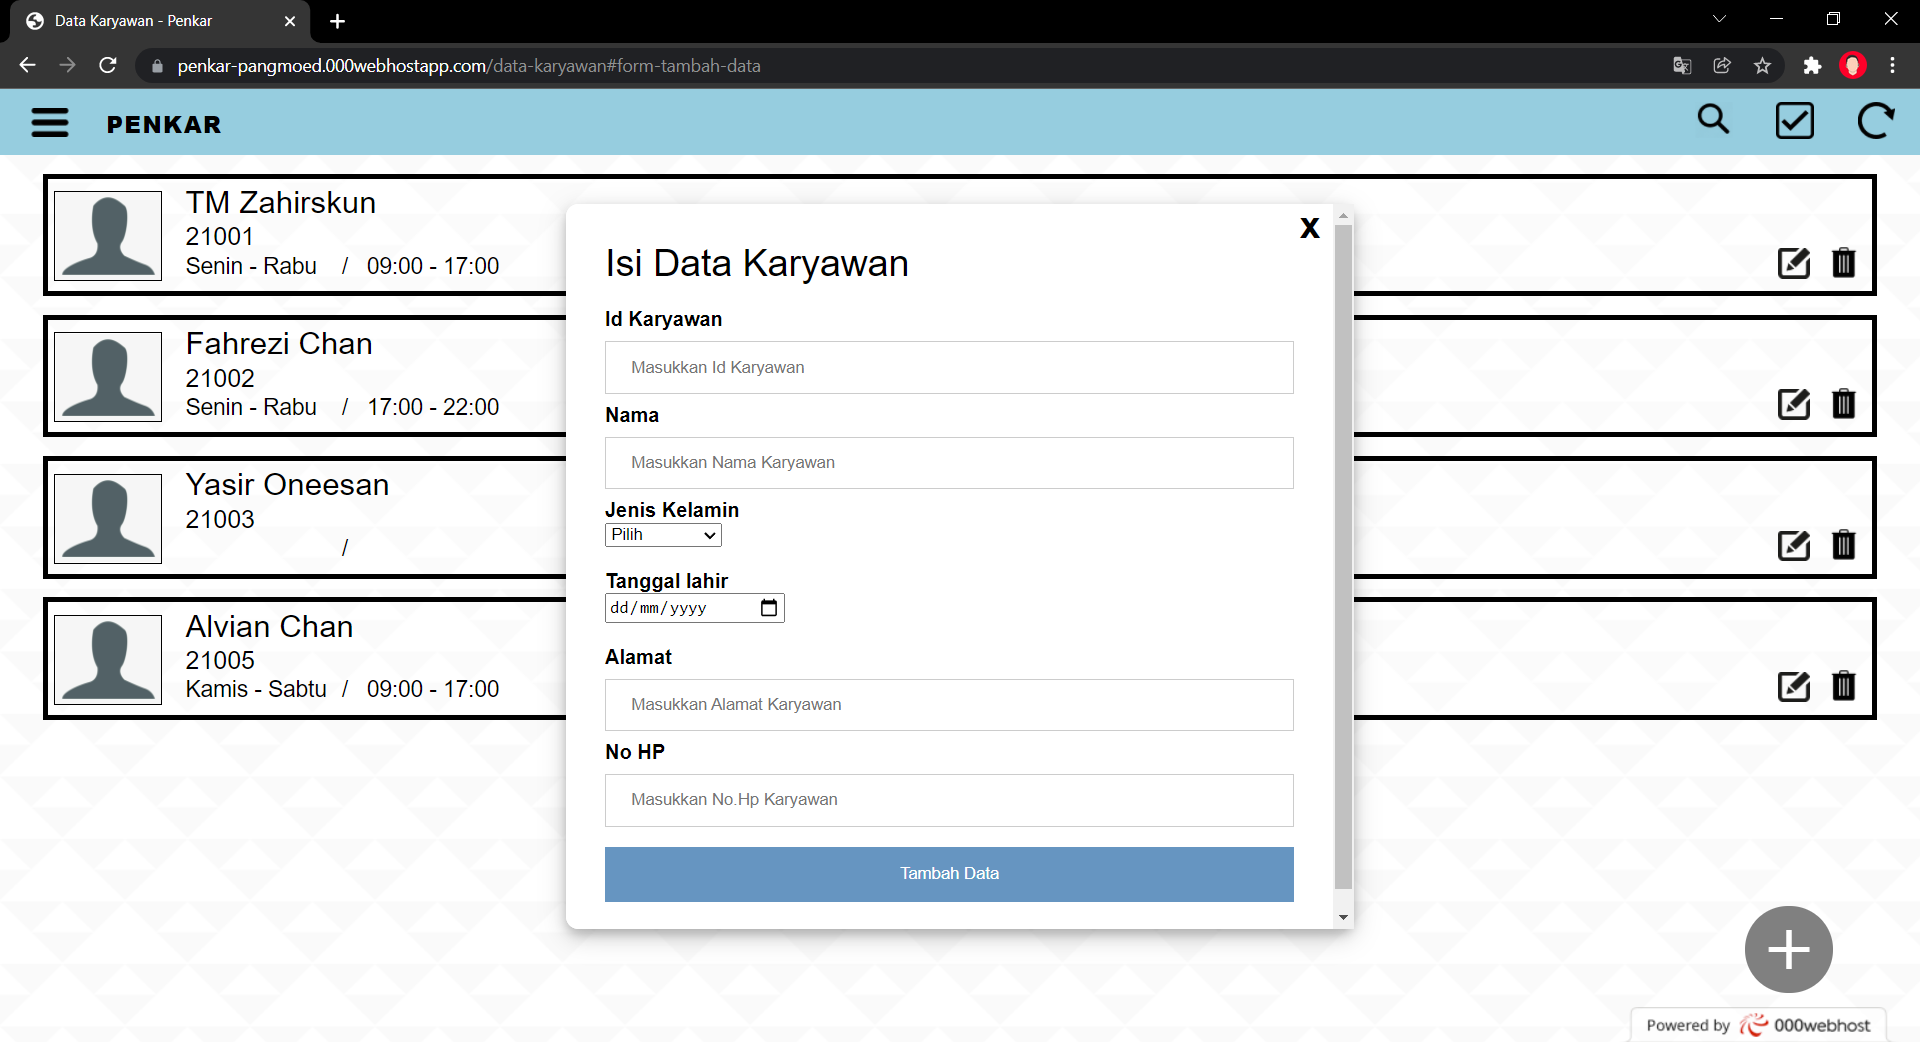 Data Karyawan - Penkar
penkar-pangmoed.000webhostapp.com/data-karyawan#form-tambah-data
PENKAR
TM Zahirskun
21001
Senin - Rabu / 09:00 - 17:00
Fahrezi Chan
21002
Senin - Rabu / 17:00 - 22:00
Yasir Oneesan
21003
/
Alvian Chan
21005
Kamis - Sabtu / 09:00 - 17:00
X
Isi Data Karyawan
Id Karyawan
Masukkan Id Karyawan
Nama
Masukkan Nama Karyawan
Jenis Kelamin
Pilih
Tanggal lahir
dd/mm/yyyy
Alamat
Masukkan Alamat Karyawan
No HP
Masukkan No.Hp Karyawan
Tambah Data
Powered by 000webhost